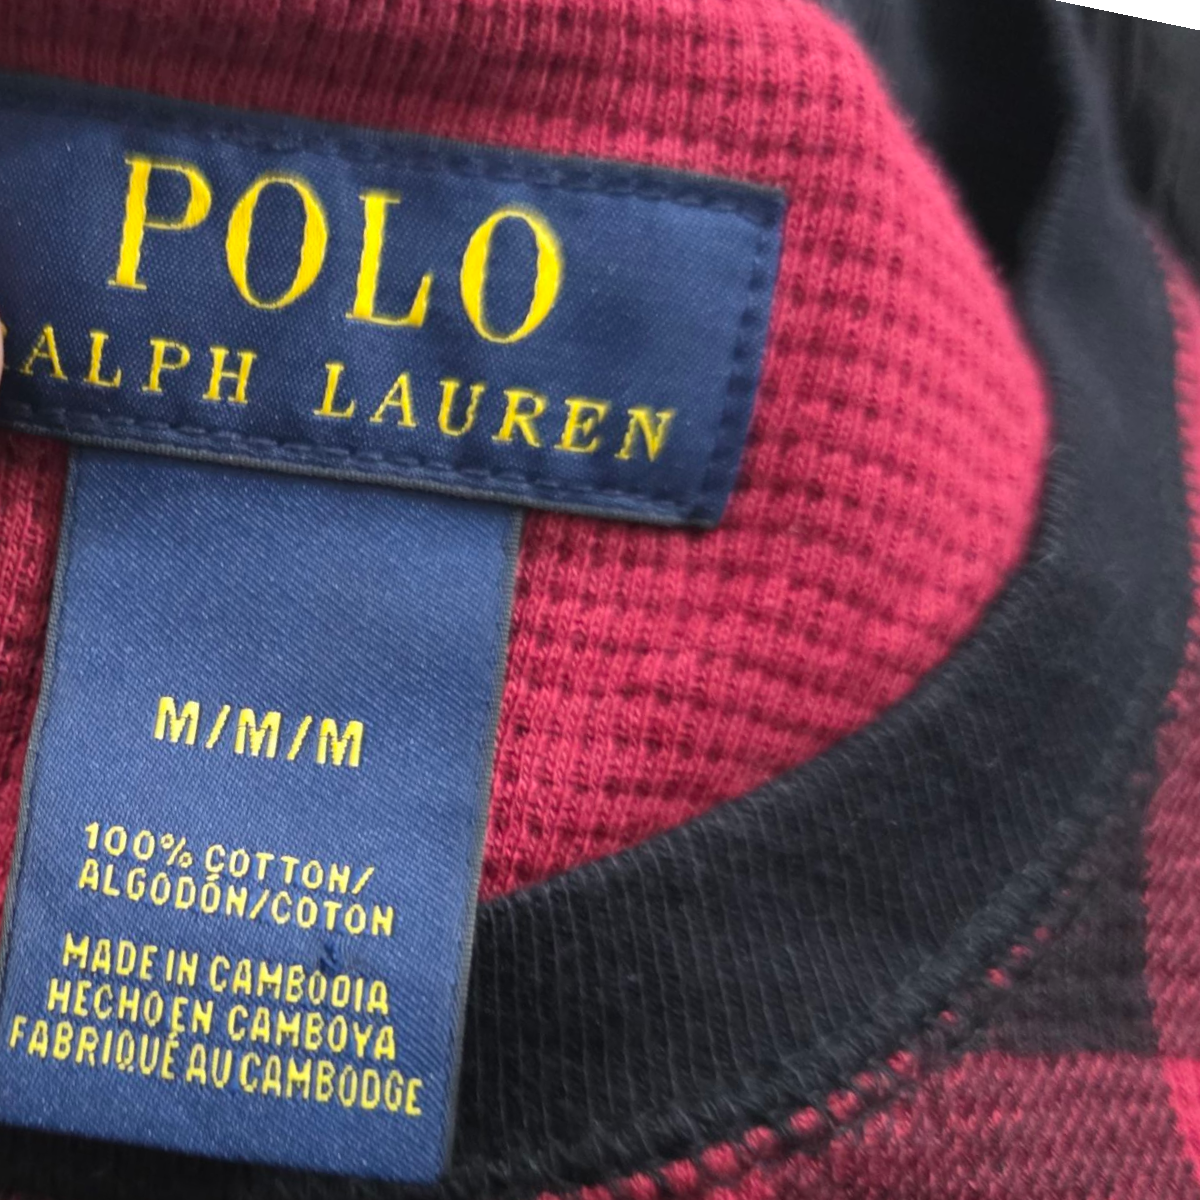 POLO
ALPH LAUREN
M/M/M
100% COTTON/
ALGODÓN/COTON
MADE IN CAMBODIA
HECHO EN CAMBOYA
FABRIQUÉ AU CAMBODGE